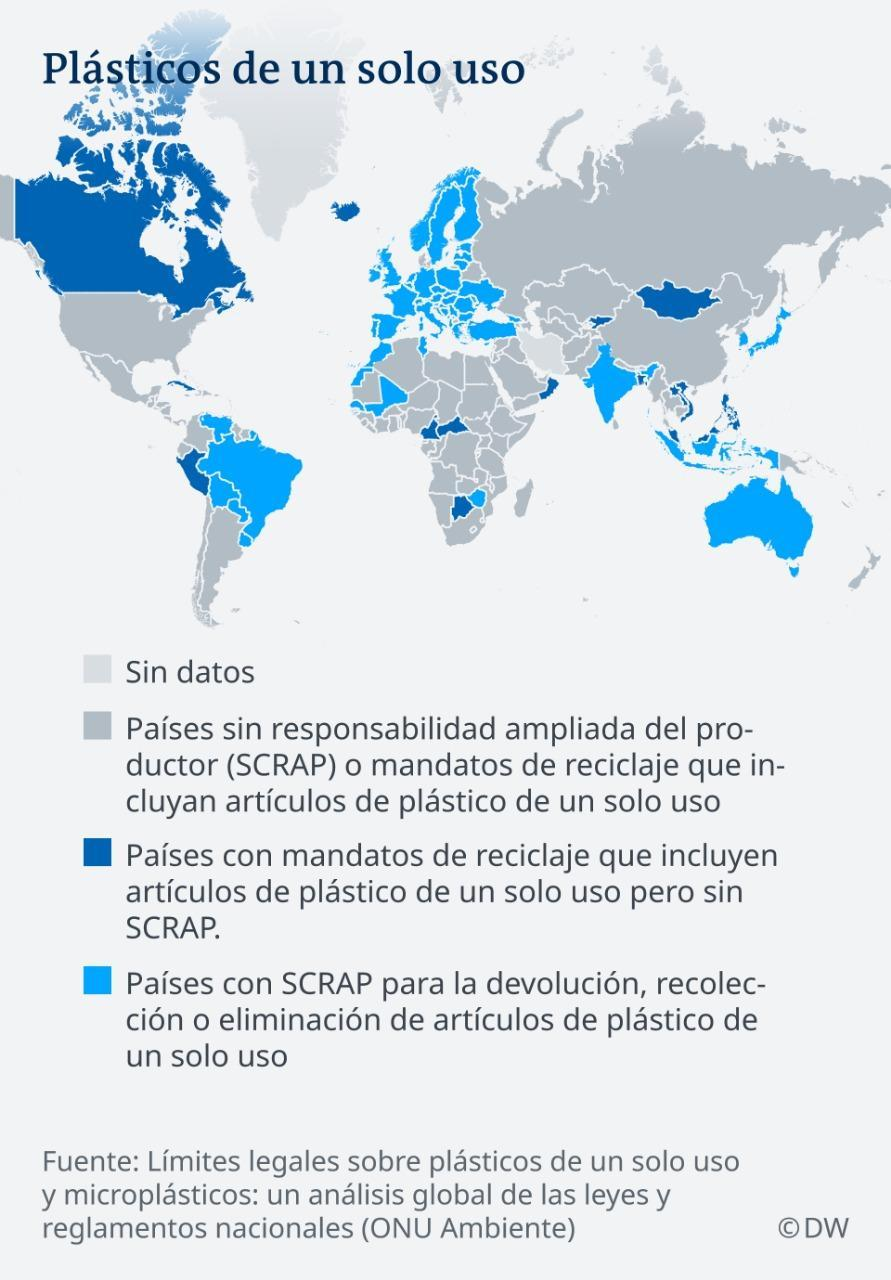 Plásticos de un solo uso
Sin datos
Países sin responsabilidad ampliada del pro-
ductor (SCRAP) o mandatos de reciclaje que in-
cluyan artículos de plástico de un solo uso
Países con mandatos de reciclaje que incluyen
artículos de plástico de un solo uso pero sin
SCRAP.
Países con SCRAP para la devolución, recolec-
ción o eliminación de artículos de plástico de
un solo uso
Fuente: Límites legales sobre plásticos de un solo uso
y microplásticos: un análisis global de las leyes y
reglamentos nacionales (ONU Ambiente)
© DW